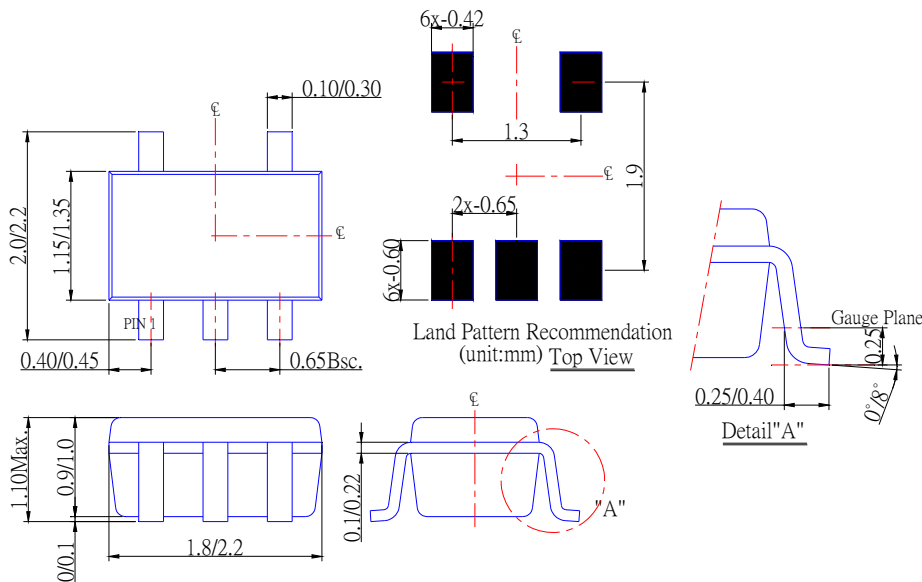 6x-0.42
℄
0.10/0.30
℄
1.3
2.0/2.2
1.15/1.35
℄
℄
1.9
2x-0.65
6x-0.60
PIN 1
0.40/0.45
0.65Bsc.
Land Pattern Recommendation
(unit:mm) Top View
Gauge Plane
0.25
0.25/0.40
0°/8°
Detail"A"
℄
1.10Max.
0.9/1.0
0.1/0.22
"A"
0/0.1
1.8/2.2